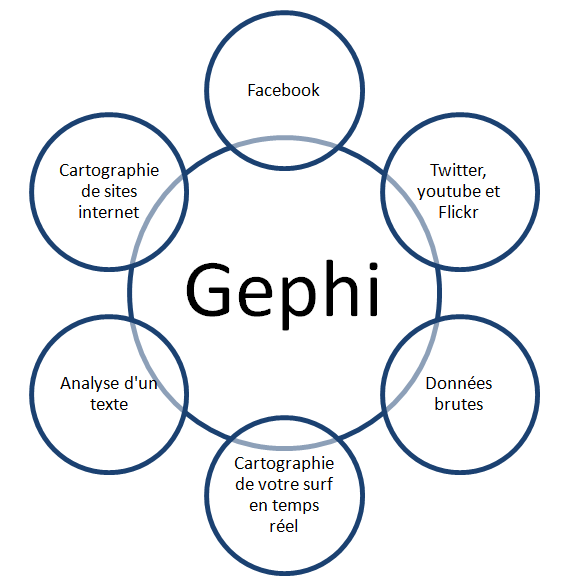 Facebook
Twitter,
youtube et
Flickr
Données
brutes
Cartographie
de votre surf
en temps
réel
Analyse d'un
texte
Cartographie
de sites
internet
Gephi